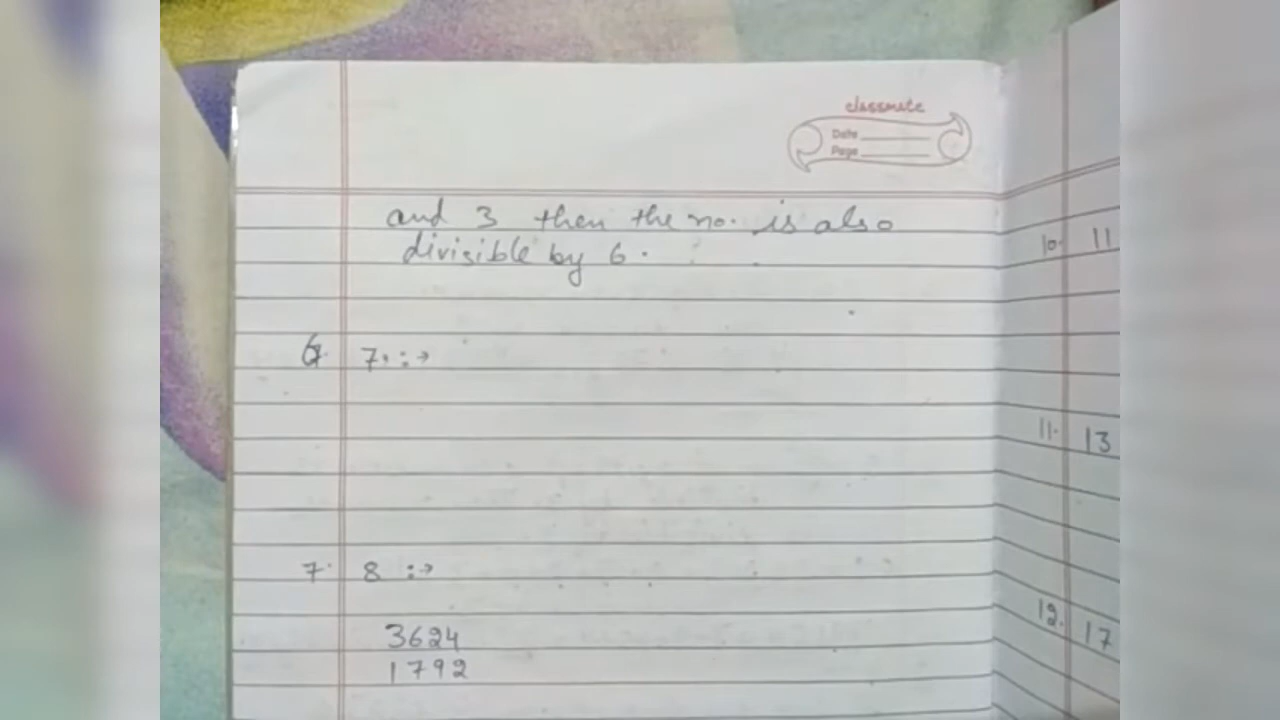 classmate
Date
Page
and 3 then the no. is also
divisible by 6.
7. :→
7. 8 :→
3624
1792
10. 11
11. 13
12. 17